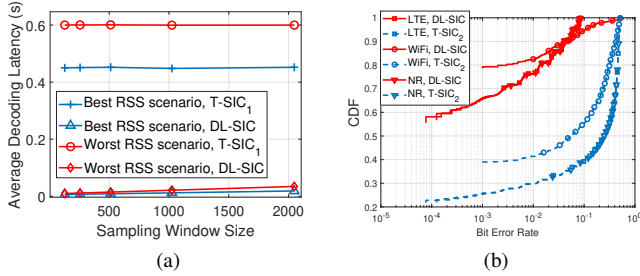 Average Decoding Latency (s)
0.6
0.4
0.2
0
Best RSS scenario, T-SIC1
Best RSS scenario, DL-SIC
Worst RSS scenario, T-SIC1
Worst RSS scenario, DL-SIC
500 1000 1500 2000
Sampling Window Size
(a)
CDF
1
0.9
0.8
0.7
0.6
0.5
0.4
0.3
0.2
LTE, DL-SIC
LTE, T-SIC2
WiFi, DL-SIC
WiFi, T-SIC2
NR, DL-SIC
NR, T-SIC2
10-5 10-4 10-3 10-2 10-1 100
Bit Error Rate
(b)